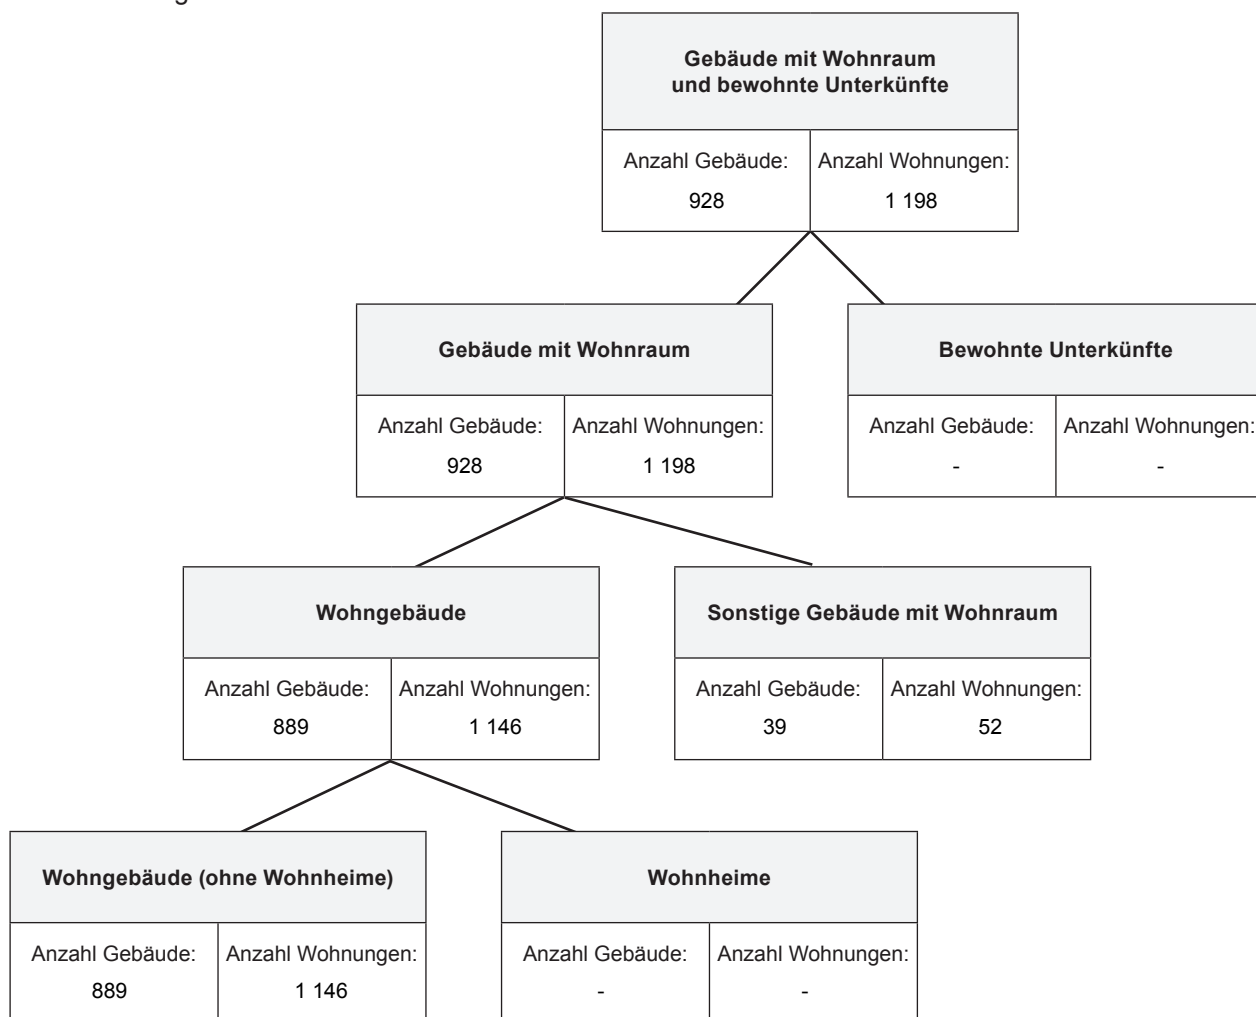 Gebäude mit Wohnraum
und bewohnte Unterkünfte
Anzahl Gebäude: Anzahl Wohnungen:
928 1 198
Gebäude mit Wohnraum
Anzahl Gebäude: Anzahl Wohnungen:
928 1 198
Bewohnte Unterkünfte
Anzahl Gebäude: Anzahl Wohnungen:
- -
Wohngebäude
Anzahl Gebäude: Anzahl Wohnungen:
889 1 146
Sonstige Gebäude mit Wohnraum
Anzahl Gebäude: Anzahl Wohnungen:
39 52
Wohngebäude (ohne Wohnheime)
Anzahl Gebäude: Anzahl Wohnungen:
889 1 146
Wohnheime
Anzahl Gebäude: Anzahl Wohnungen:
- -